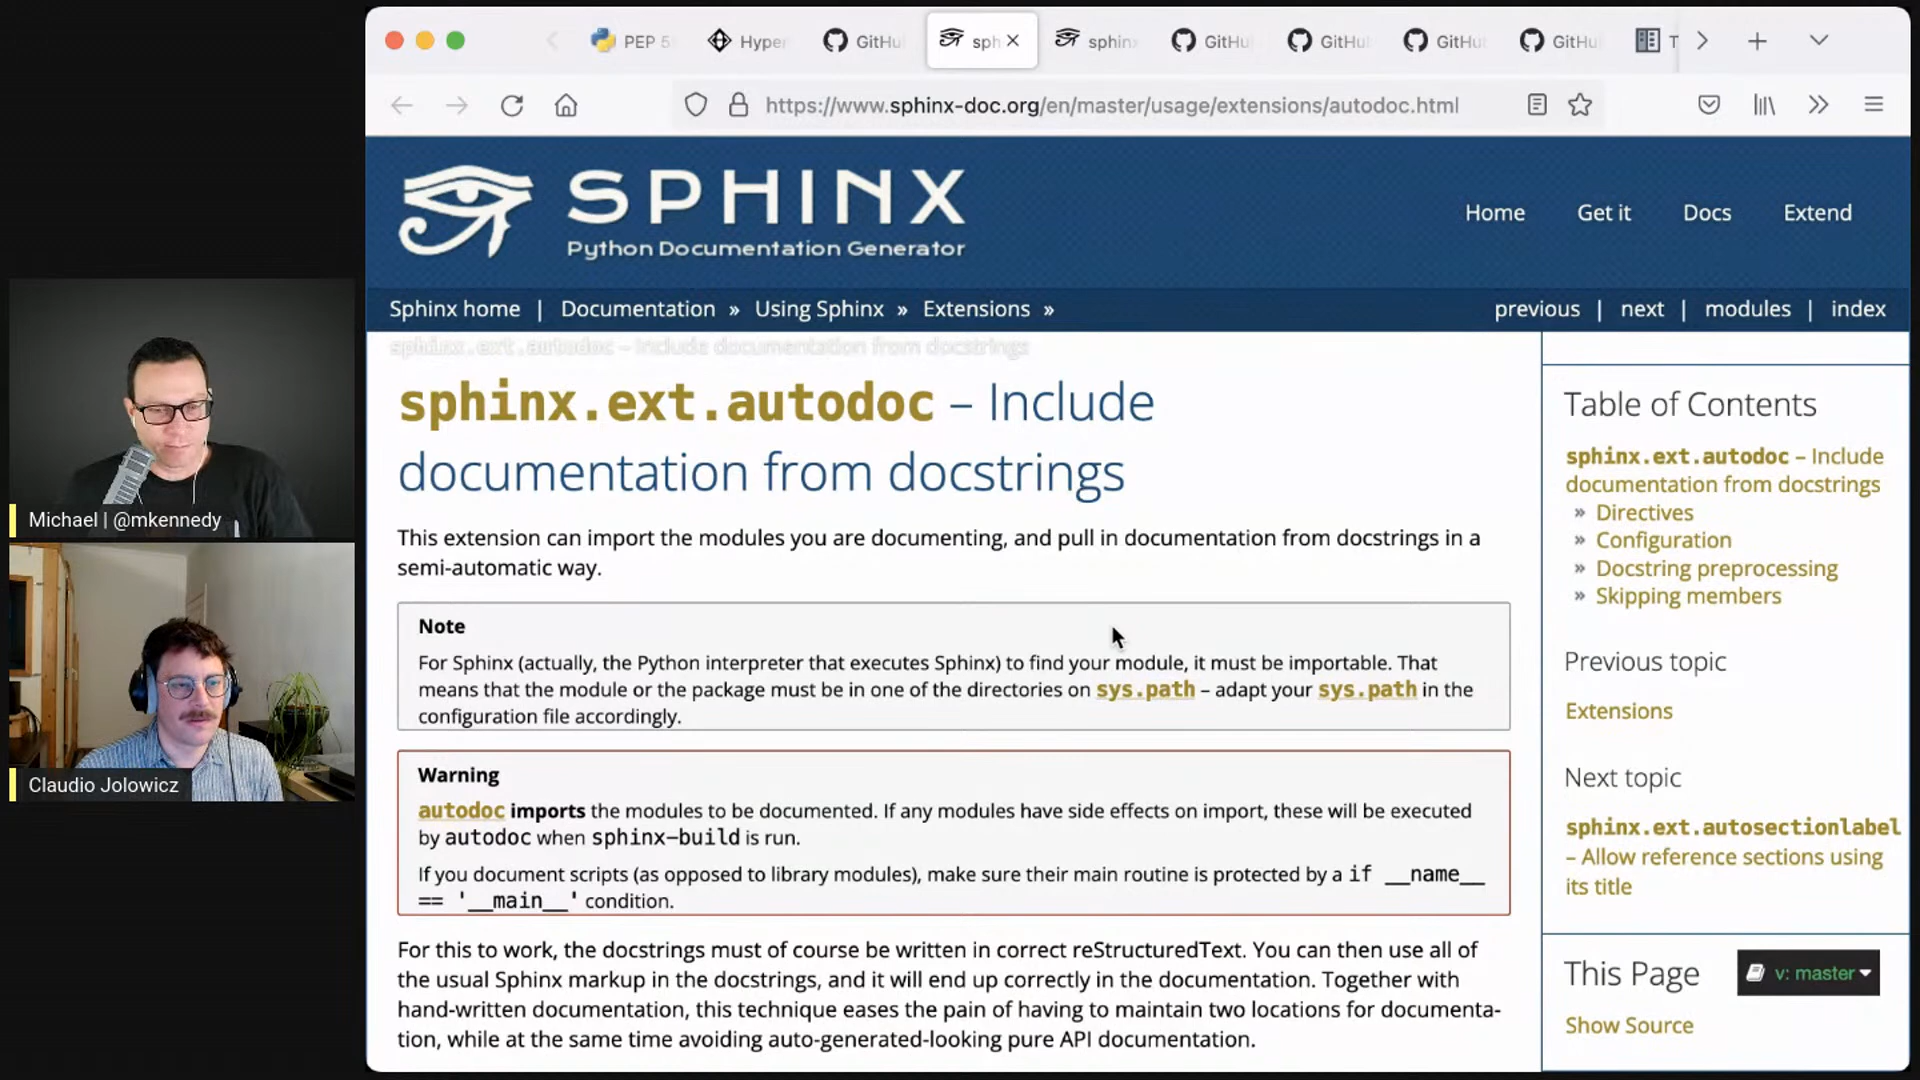 PEP 5
Hyper
GitHu
sph
sphinx
GitHu
GitHu
GitHu
GitHu
T
https://www.sphinx-doc.org/en/master/usage/extensions/autodoc.html
SPHINX
Python Documentation Generator
Home
Get it
Docs
Extend
Sphinx home | Documentation » Using Sphinx » Extensions »
previous | next | modules | index
sphinx.ext.autodoc – Include documentation from docstrings
sphinx.ext.autodoc – Include
documentation from docstrings
This extension can import the modules you are documenting, and pull in documentation from docstrings in a
semi-automatic way.
Note
For Sphinx (actually, the Python interpreter that executes Sphinx) to find your module, it must be importable. That
means that the module or the package must be in one of the directories on sys.path – adapt your sys.path in the
configuration file accordingly.
Warning
autodoc imports the modules to be documented. If any modules have side effects on import, these will be executed
by autodoc when sphinx-build is run.
If you document scripts (as opposed to library modules), make sure their main routine is protected by a if __name__
== '__main__' condition.
For this to work, the docstrings must of course be written in correct reStructuredText. You can then use all of
the usual Sphinx markup in the docstrings, and it will end up correctly in the documentation. Together with
hand-written documentation, this technique eases the pain of having to maintain two locations for documenta-
tion, while at the same time avoiding auto-generated-looking pure API documentation.
Table of Contents
sphinx.ext.autodoc – Include
documentation from docstrings
» Directives
» Configuration
» Docstring preprocessing
» Skipping members
Previous topic
Extensions
Next topic
sphinx.ext.autosectionlabel
– Allow reference sections using
its title
This Page
v: master
Show Source
Michael | @mkennedy
Claudio Jolowicz